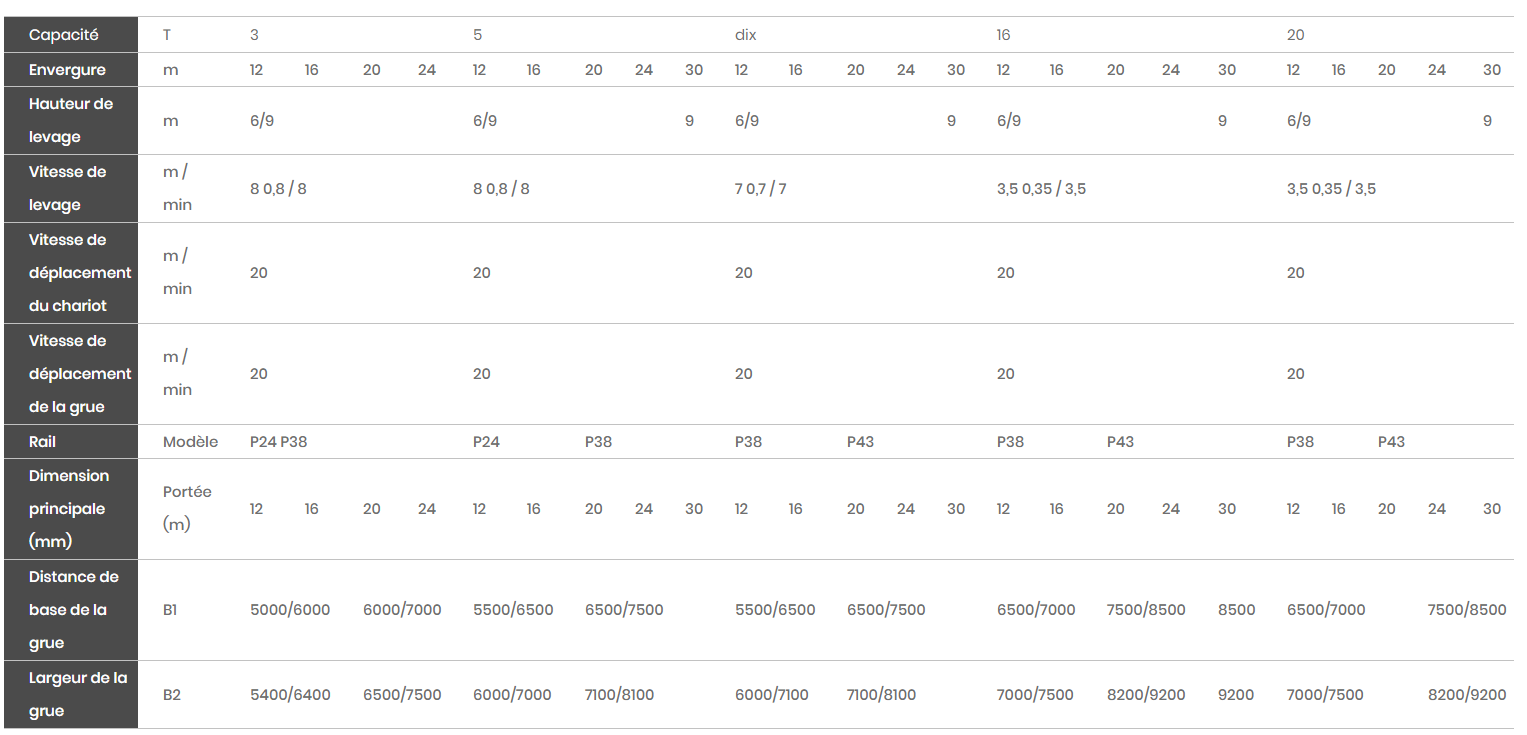 Capacité T 3 5 dix 16 20
Envergure m 12 16 20 24 12 16 20 24 30 12 16 20 24 30 12 16 20 24 30 12 16 20 24 30
Hauteur de
levage
m 6/9 6/9 9 6/9 9 6/9 9 6/9 9
Vitesse de
levage
m /
min
8 0,8 / 8 8 0,8 / 8 7 0,7 / 7 3,5 0,35 / 3,5 3,5 0,35 / 3,5
Vitesse de
déplacement
du chariot
m /
min
20 20 20 20 20
Vitesse de
déplacement
de la grue
m /
min
20 20 20 20 20
Rail Modèle P24 P38 P24 P38 P38 P43 P38 P43 P38 P43
Dimension
principale
(mm)
Portée
(m)
12 16 20 24 12 16 20 24 30 12 16 20 24 30 12 16 20 24 30 12 16 20 24 30
Distance de
base de la
grue
B1 5000/6000 6000/7000 5500/6500 6500/7500 5500/6500 6500/7500 6500/7000 7500/8500 8500 6500/7000 7500/8500
Largeur de la
grue
B2 5400/6400 6500/7500 6000/7000 7100/8100 6000/7100 7100/8100 7000/7500 8200/9200 9200 7000/7500 8200/9200